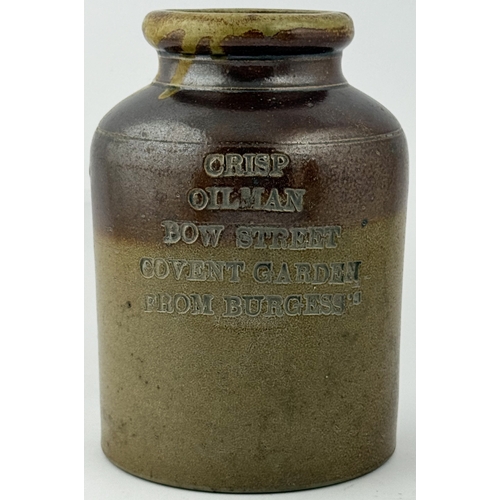 CRISP
OILMAN
BOW STREET
COVENT GARDEN
FROM BURGESS'S